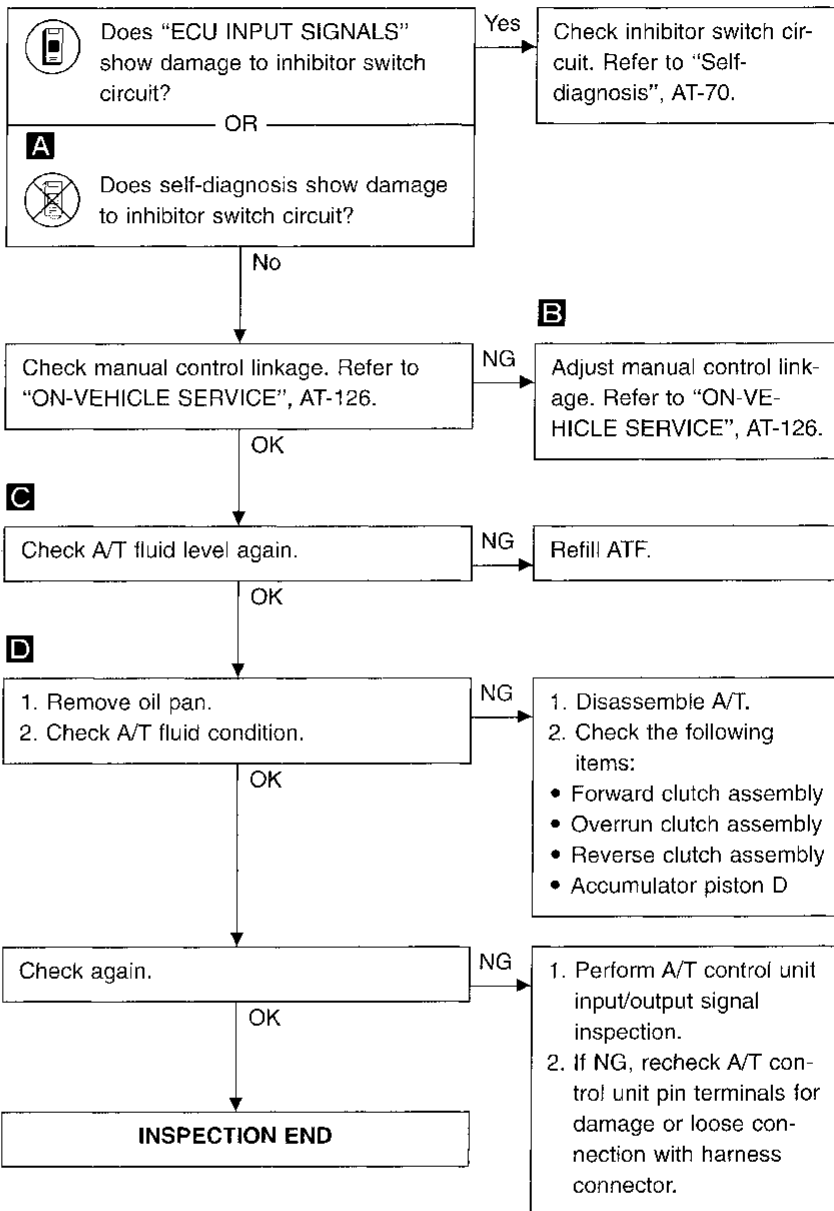 Does “ECU INPUT SIGNALS”
show damage to inhibitor switch
circuit?
Yes
Check inhibitor switch cir-
cuit. Refer to “Self-
diagnosis”, AT-70.
OR
A
Does self-diagnosis show damage
to inhibitor switch circuit?
No
Check manual control linkage. Refer to
“ON-VEHICLE SERVICE”, AT-126.
NG
B
Adjust manual control link-
age. Refer to “ON-VE-
HICLE SERVICE”, AT-126.
OK
C
Check A/T fluid level again.
NG
Refill ATF.
OK
D
1. Remove oil pan.
2. Check A/T fluid condition.
NG
1. Disassemble A/T.
2. Check the following
items:
• Forward clutch assembly
• Overrun clutch assembly
• Reverse clutch assembly
• Accumulator piston D
OK
Check again.
NG
1. Perform A/T control unit
input/output signal
inspection.
2. If NG, recheck A/T con-
trol unit pin terminals for
damage or loose con-
nection with harness
connector.
OK
INSPECTION END